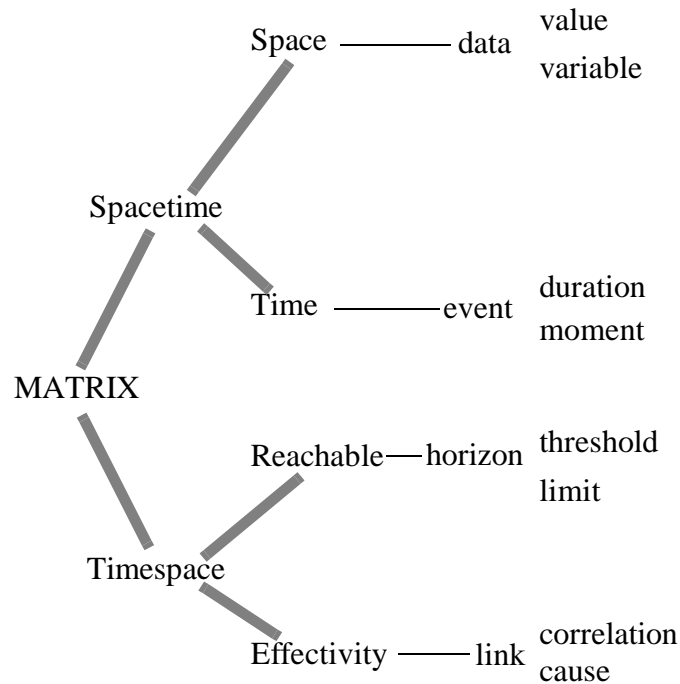 value
Space data
variable
Spacetime
duration
Time event
moment
MATRIX
threshold
Reachable horizon
limit
Timespace
correlation
Effectivity link
cause